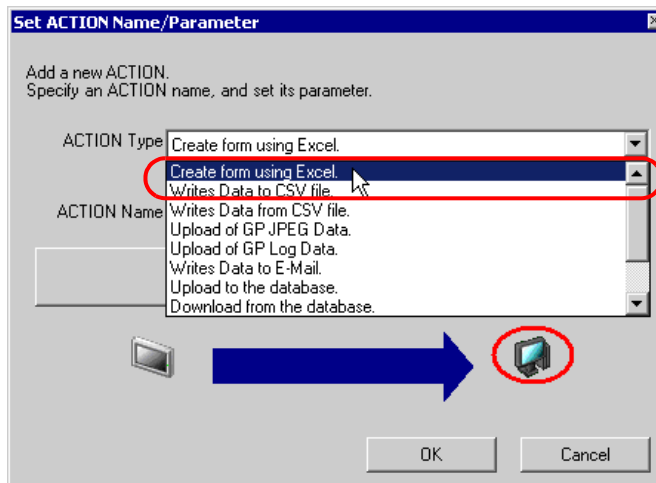 Set ACTION Name/Parameter
Add a new ACTION.
Specify an ACTION name, and set its parameter.
ACTION Type
Create form using Excel.
Create form using Excel.
Writes Data to CSV file.
ACTION Name
Writes Data from CSV file.
Upload of GP JPEG Data.
Upload of GP Log Data.
Writes Data to E-Mail.
Upload to the database.
Download from the database.
OK
Cancel